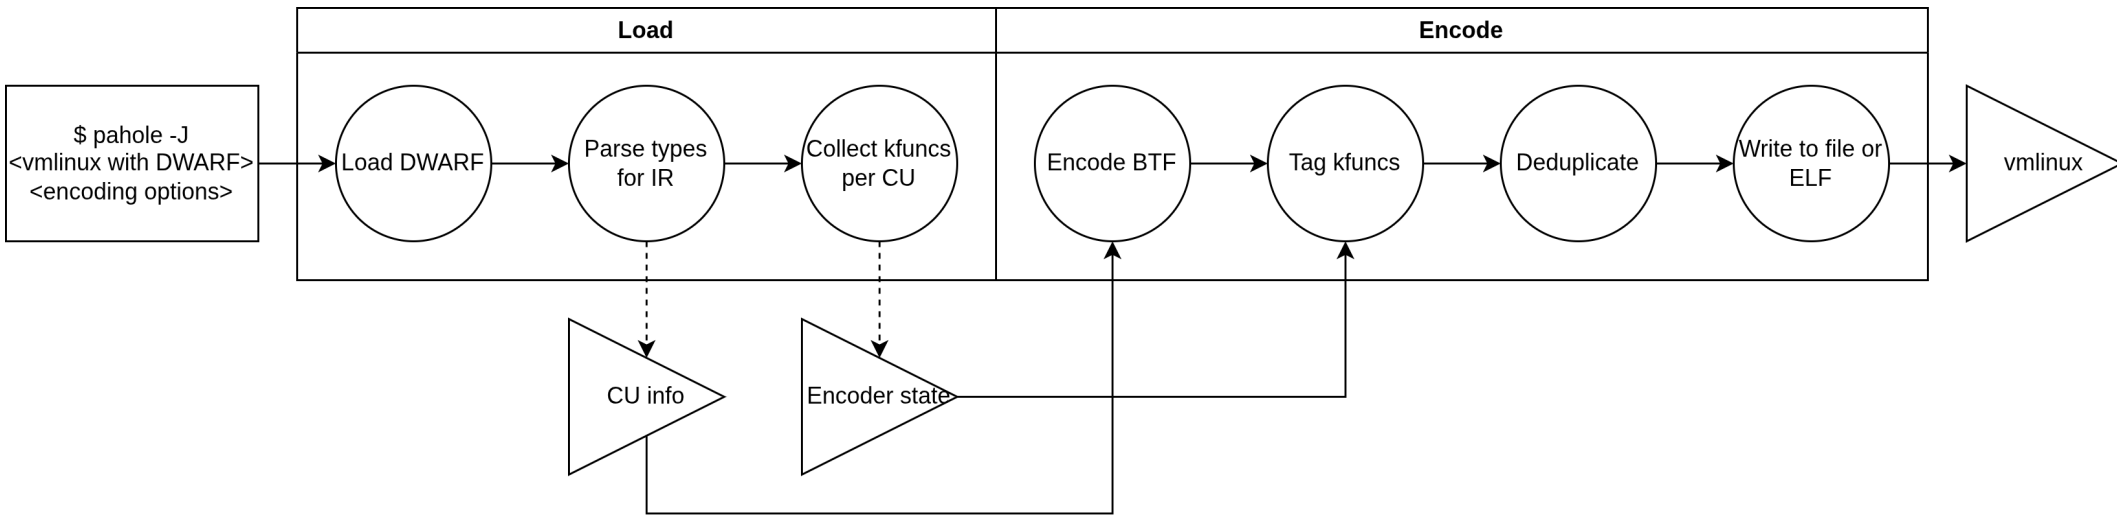 Load
Encode
$ pahole -J
<vmlinux with DWARF>
<encoding options>
Load DWARF
Parse types
for IR
Collect kfuncs
per CU
Encode BTF
Tag kfuncs
Deduplicate
Write to file or
ELF
vmlinux
CU info
Encoder state